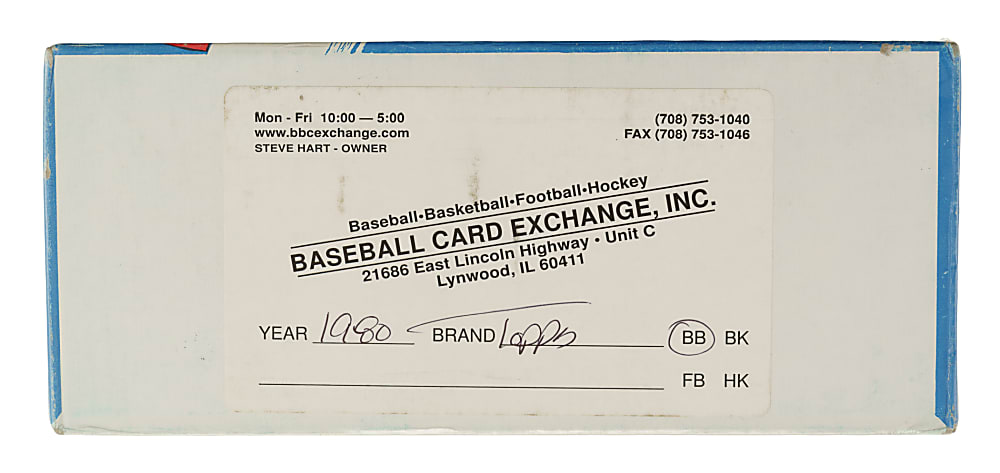 Mon - Fri 10:00 — 5:00
www.bbcexchange.com
STEVE HART - OWNER
(708) 753-1040
FAX (708) 753-1046
Baseball•Basketball•Football•Hockey
BASEBALL CARD EXCHANGE, INC.
21686 East Lincoln Highway • Unit C
Lynwood, IL 60411
YEAR 1980 BRAND Topps BB BK
FB HK